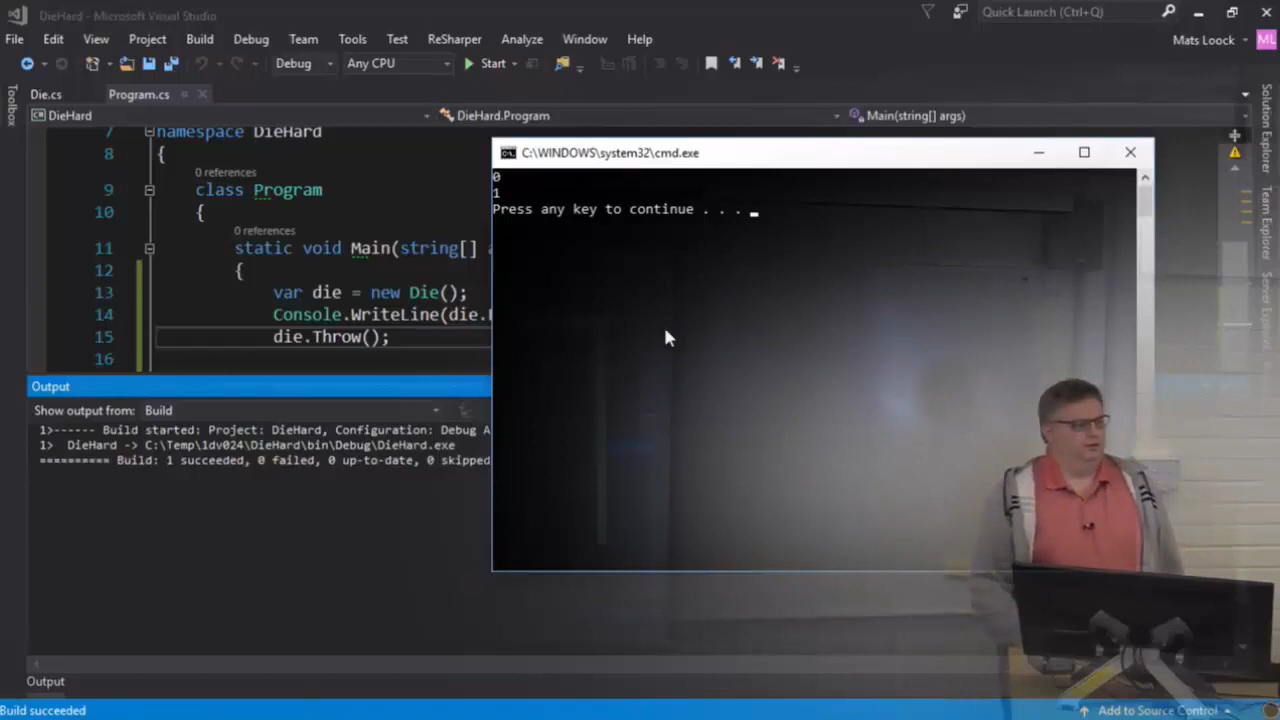 DieHard - Microsoft Visual Studio
Quick Launch (Ctrl+Q)
File Edit View Project Build Debug Team Tools Test ReSharper Analyze Window Help
Mats Loock ML
Debug Any CPU Start
Toolbox
Die.cs Program.cs
DieHard DieHard.Program Main(string[] args)
7 namespace DieHard
8 {
0 references
9 class Program
10 {
0 references
11 static void Main(string[]
12 {
13 var die = new Die();
14 Console.WriteLine(die.
15 die.Throw();
16
C:\WINDOWS\system32\cmd.exe
0
1
Press any key to continue . . .
Solution Explorer
Team Explorer
Server Explorer
Output
Show output from: Build
1>------ Build started: Project: DieHard, Configuration: Debug A
1> DieHard -> C:\Temp\1dv024\DieHard\bin\Debug\DieHard.exe
========== Build: 1 succeeded, 0 failed, 0 up-to-date, 0 skipped
Output
Build succeeded
Add to Source Control